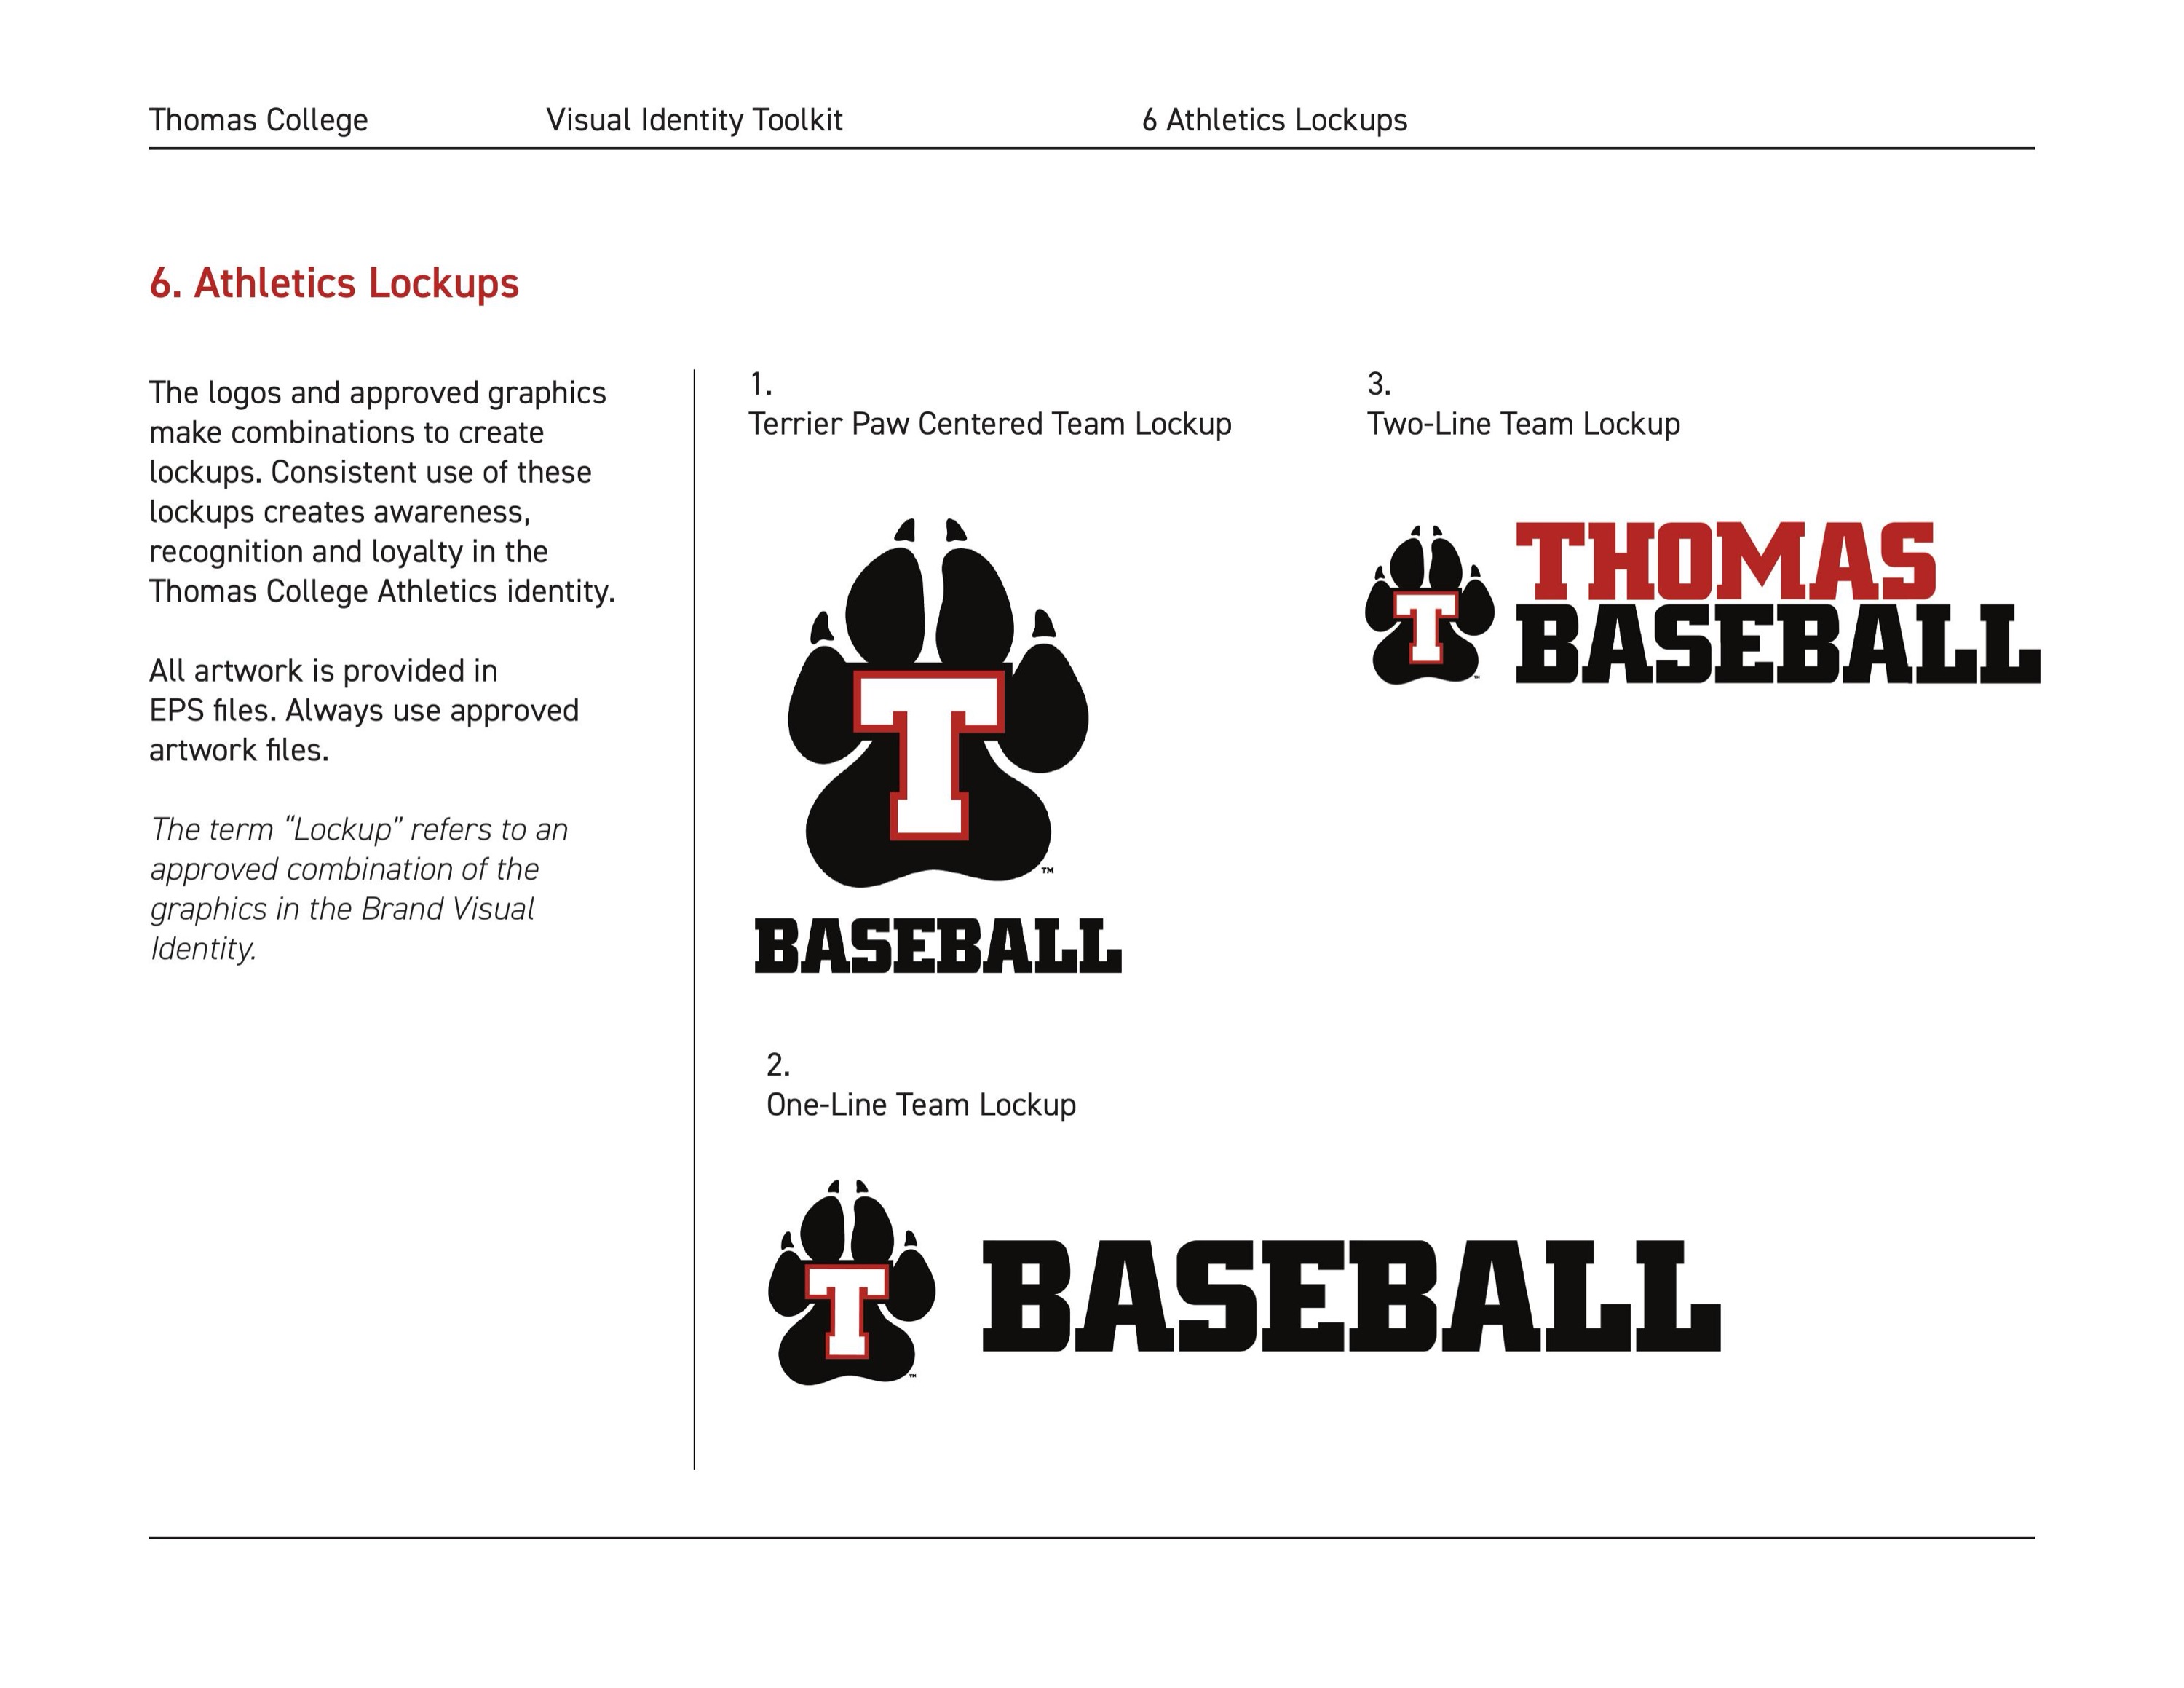 Thomas College Visual Identity Toolkit 6 Athletics Lockups
6. Athletics Lockups
The logos and approved graphics
make combinations to create
lockups. Consistent use of these
lockups creates awareness,
recognition and loyalty in the
Thomas College Athletics identity.
All artwork is provided in
EPS files. Always use approved
artwork files.
The term “Lockup” refers to an
approved combination of the
graphics in the Brand Visual
Identity.
1.
Terrier Paw Centered Team Lockup
T
TM
BASEBALL
2.
One-Line Team Lockup
T
TM
BASEBALL
3.
Two-Line Team Lockup
T
TM
THOMAS
BASEBALL